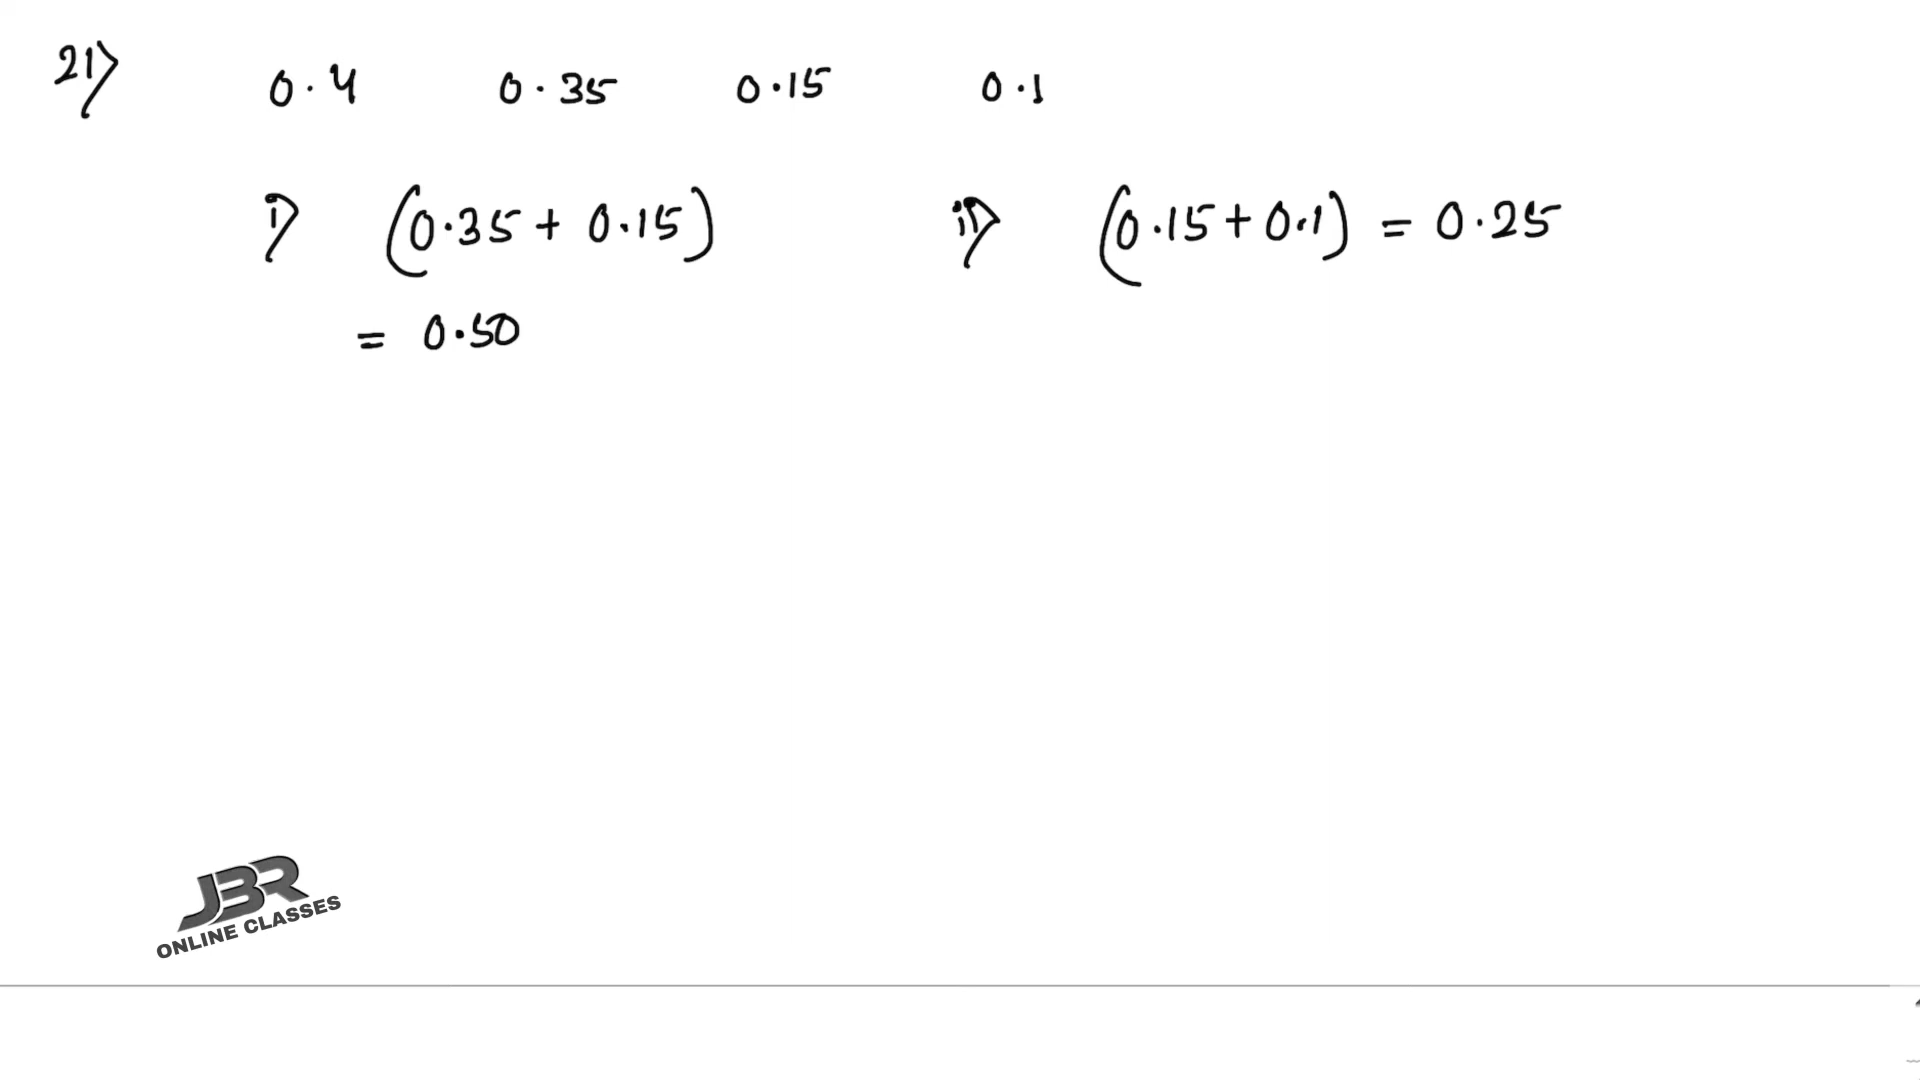 21) 0.4 0.35 0.15 0.1
i) (0.35 + 0.15) ii) (0.15 + 0.1) = 0.25
= 0.50
JBR
ONLINE CLASSES